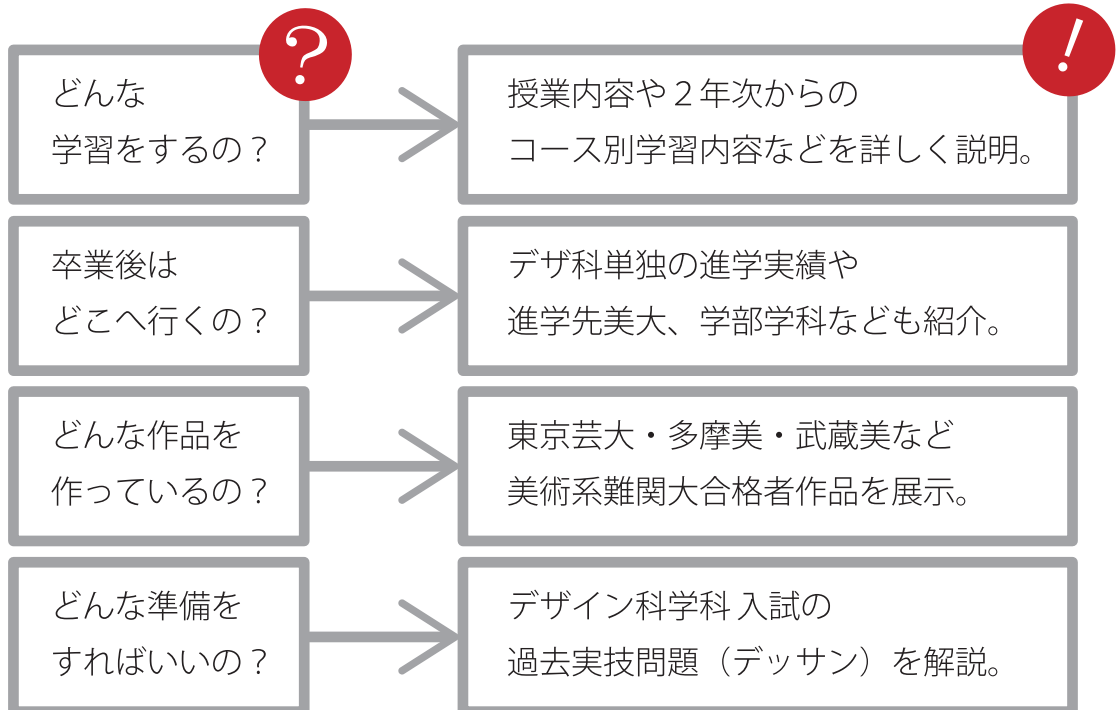 ?
!
どんな
学習をするの？
授業内容や２年次からの
コース別学習内容などを詳しく説明。
卒業後は
どこへ行くの？
デザ科単独の進学実績や
進学先美大、学部学科なども紹介。
どんな作品を
作っているの？
東京芸大・多摩美・武蔵美など
美術系難関大合格者作品を展示。
どんな準備を
すればいいの？
デザイン科学科 入試の
過去実技問題（デッサン）を解説。